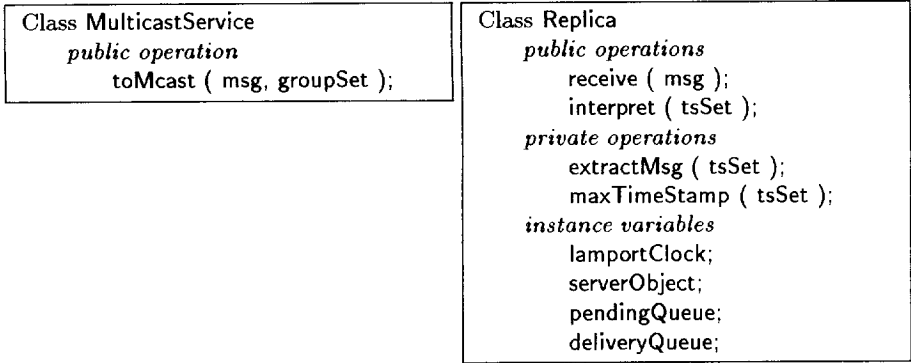 Class MulticastService
public operation
toMcast ( msg, groupSet );
Class Replica
public operations
receive ( msg );
interpret ( tsSet );
private operations
extractMsg ( tsSet );
maxTimeStamp ( tsSet );
instance variables
lamportClock;
serverObject;
pendingQueue;
deliveryQueue;